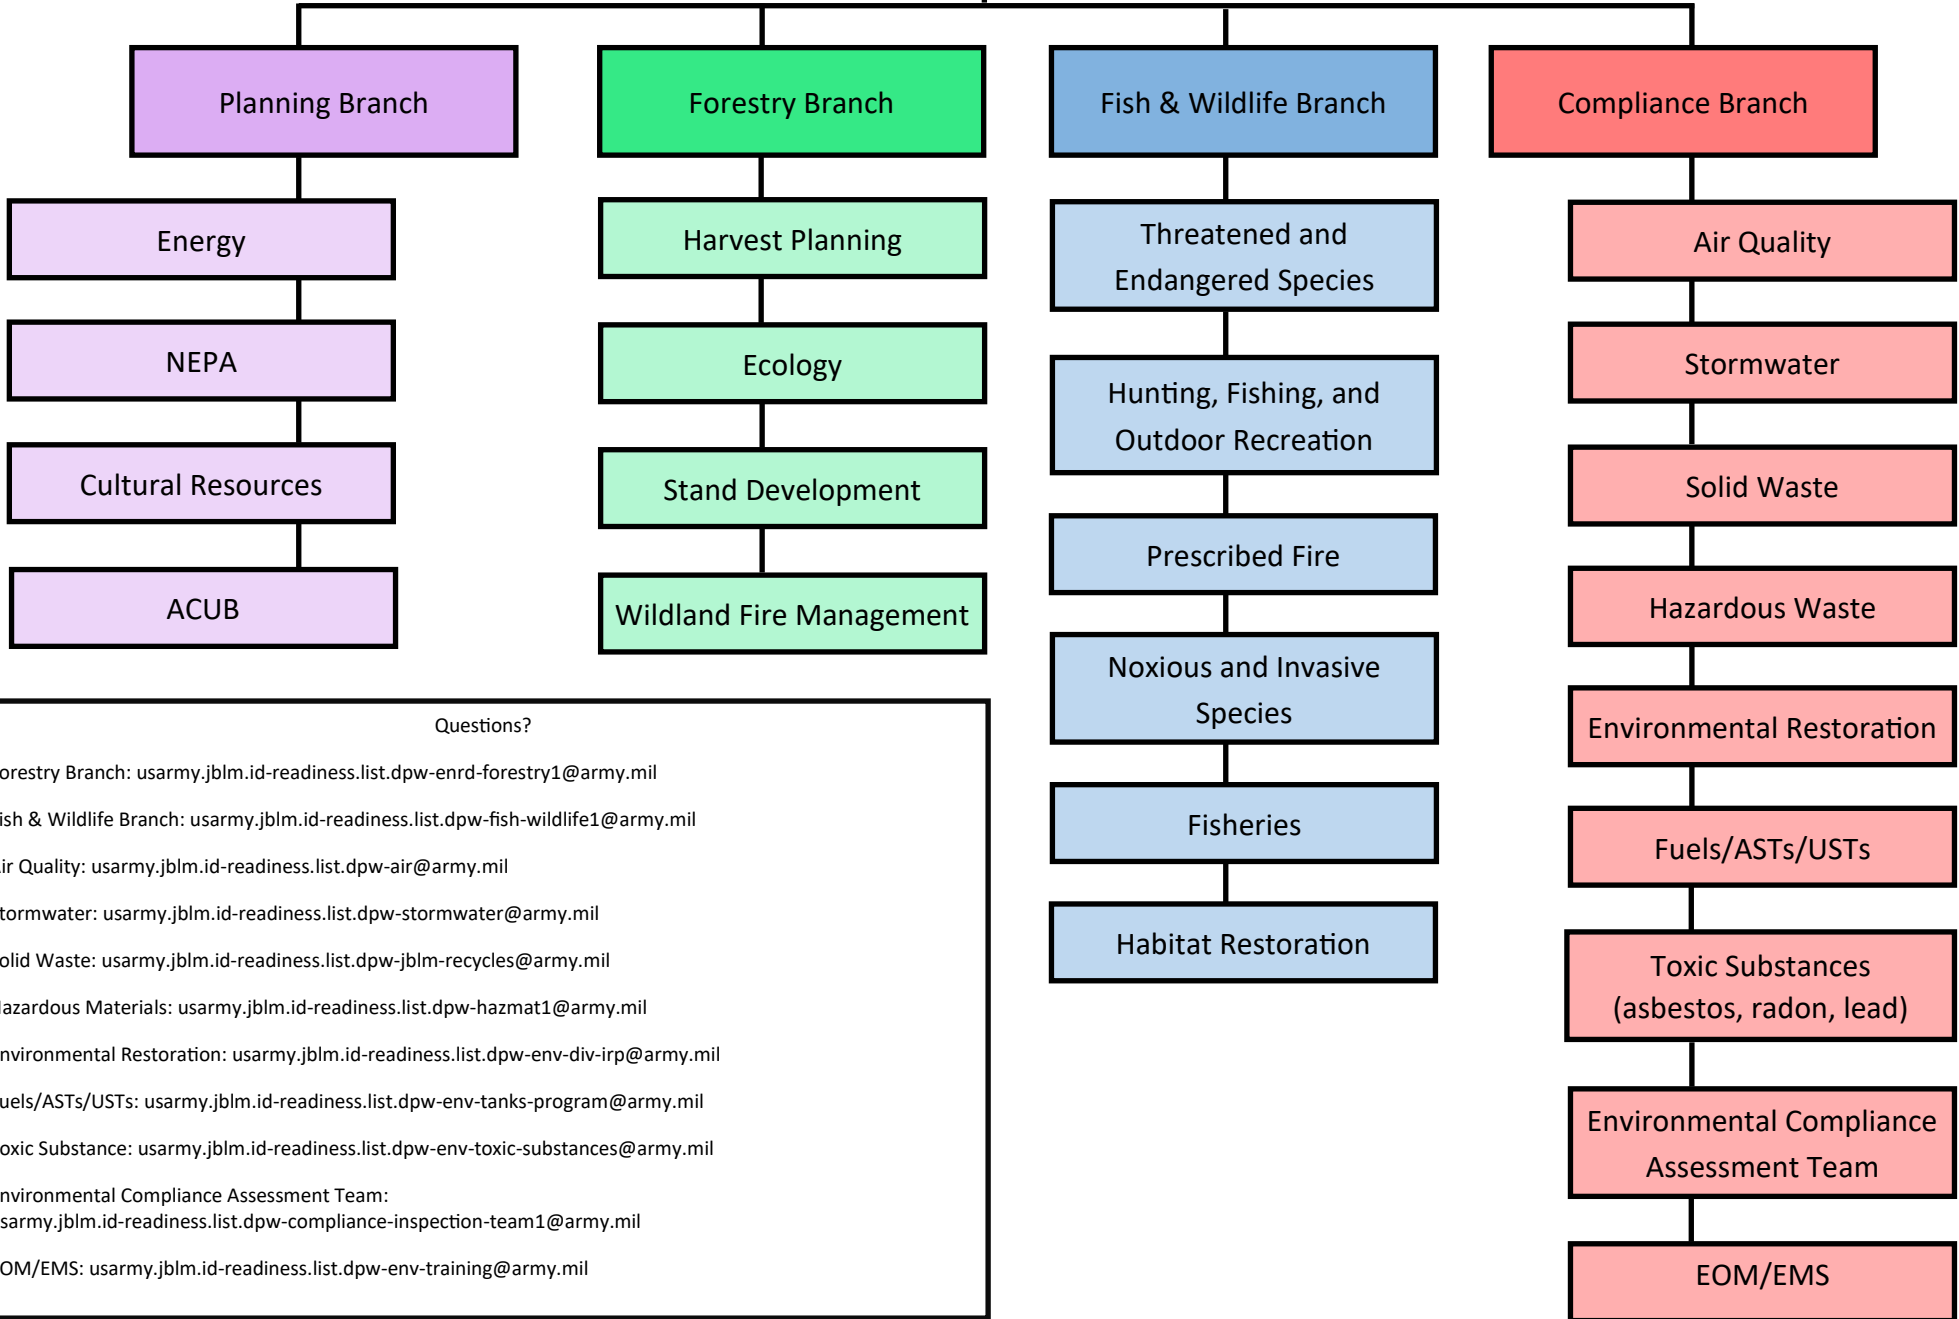 Planning Branch
Energy
NEPA
Cultural Resources
ACUB
Forestry Branch
Harvest Planning
Ecology
Stand Development
Wildland Fire Management
Fish & Wildlife Branch
Threatened and
Endangered Species
Hunting, Fishing, and
Outdoor Recreation
Prescribed Fire
Noxious and Invasive
Species
Fisheries
Habitat Restoration
Compliance Branch
Air Quality
Stormwater
Solid Waste
Hazardous Waste
Environmental Restoration
Fuels/ASTs/USTs
Toxic Substances
(asbestos, radon, lead)
Environmental Compliance
Assessment Team
EOM/EMS
Questions?
orestry Branch: usarmy.jblm.id-readiness.list.dpw-enrd-forestry1@army.mil
ish & Wildlife Branch: usarmy.jblm.id-readiness.list.dpw-fish-wildlife1@army.mil
ir Quality: usarmy.jblm.id-readiness.list.dpw-air@army.mil
tormwater: usarmy.jblm.id-readiness.list.dpw-stormwater@army.mil
olid Waste: usarmy.jblm.id-readiness.list.dpw-jblm-recycles@army.mil
azardous Materials: usarmy.jblm.id-readiness.list.dpw-hazmat1@army.mil
nvironmental Restoration: usarmy.jblm.id-readiness.list.dpw-env-div-irp@army.mil
uels/ASTs/USTs: usarmy.jblm.id-readiness.list.dpw-env-tanks-program@army.mil
oxic Substance: usarmy.jblm.id-readiness.list.dpw-env-toxic-substances@army.mil
nvironmental Compliance Assessment Team:
sarmy.jblm.id-readiness.list.dpw-compliance-inspection-team1@army.mil
OM/EMS: usarmy.jblm.id-readiness.list.dpw-env-training@army.mil